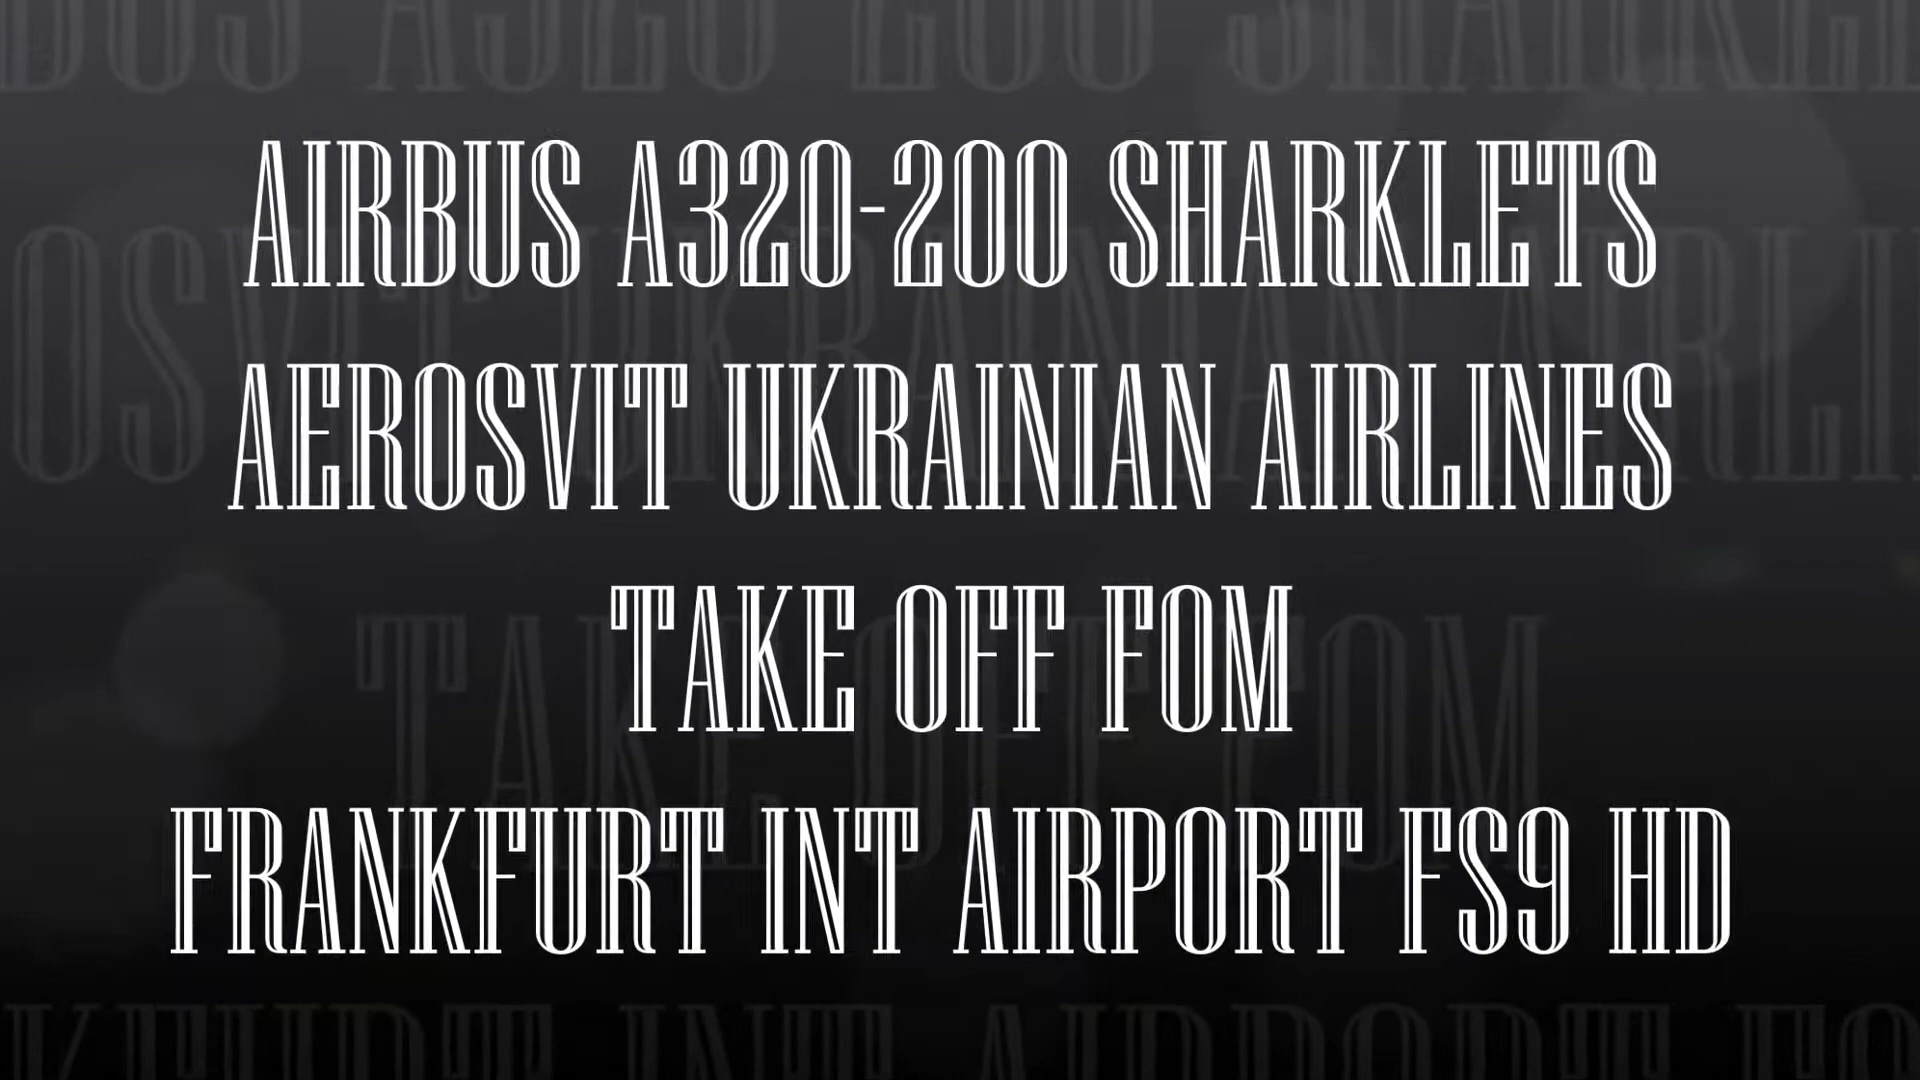 AIRBUS A320-200 SHARKLETS
AEROSVIT UKRAINIAN AIRLINES
TAKE OFF FOM
FRANKFURT INT AIRPORT FS9 HD